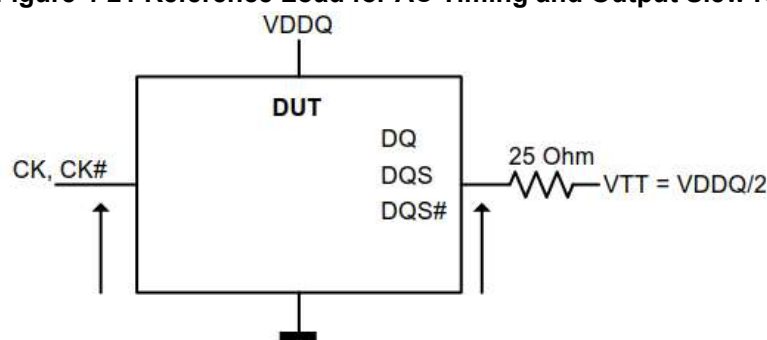 VDDQ
DUT
DQ
CK, CK#
DQS
25 Ohm
VTT = VDDQ/2
DQS#